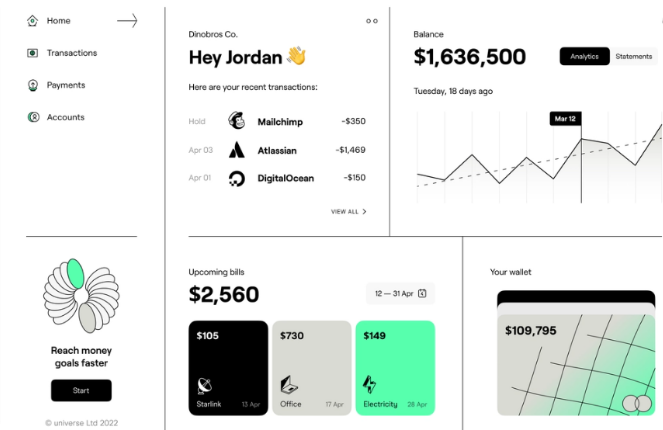 Home
Transactions
Payments
Accounts
Reach money
goals faster
Start
© universe Ltd 2022
Dinobros Co.
Hey Jordan 👋
Here are your recent transactions:
Hold Mailchimp -$350
Apr 03 Atlassian -$1,469
Apr 01 DigitalOcean -$150
VIEW ALL
Balance
$1,636,500
Analytics Statements
Tuesday, 18 days ago
Mar 12
Upcoming bills
$2,560
12 — 31 Apr
$105 $730 $149
Starlink 13 Apr Office 17 Apr Electricity 28 Apr
Your wallet
$109,795